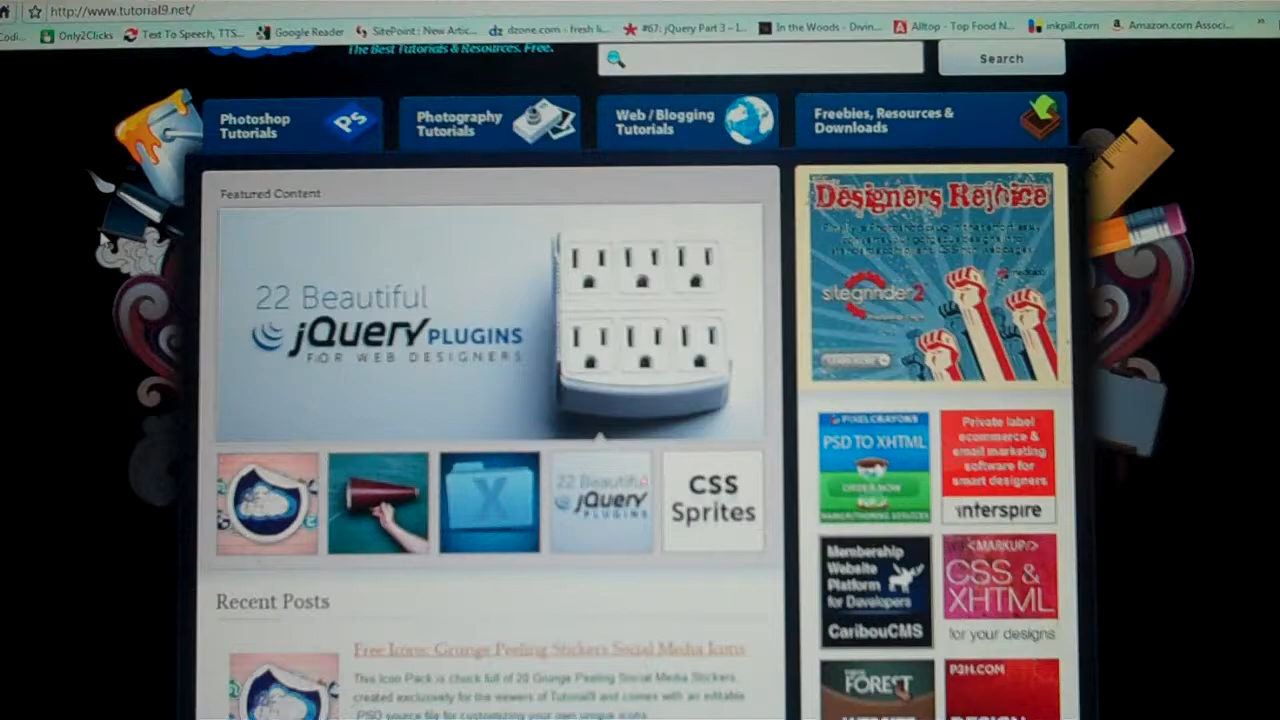 http://www.tutorial9.net/
Only2Clicks
Text To Speech, TTS...
Google Reader
SitePoint : New Artic...
dzone.com - fresh li...
#67: jQuery Part 3 - L...
In the Woods - Divin...
Alltop - Top Food N...
inkpill.com
Amazon.com Associ...
The Best Tutorials & Resources. Free.
Search
Photoshop
Tutorials
Ps
Photography
Tutorials
Web / Blogging
Tutorials
Freebies, Resources &
Downloads
Featured Content
22 Beautiful
jQuery PLUGINS
FOR WEB DESIGNERS
Designers Rejoice
sitegrinder2
X
22 Beautiful
jQuery
PLUGINS
CSS
Sprites
PSD TO XHTML
ORDER NOW
Private label
ecommerce &
email marketing
software for
smart designers
interspire
Membership
Website
Platform
for Developers
CaribouCMS
<MARKUP/>
CSS &
XHTML
for your designs
FOREST
P2H.COM
Recent Posts
Free Icons: Grunge Peeling Stickers Social Media Icons
This Icon Pack is chock full of 20 Grunge Peeling Social Media Stickers,
created exclusively for the viewers of Tutorial9 and comes with an editable
.PSD source file for customizing your own unique icons.